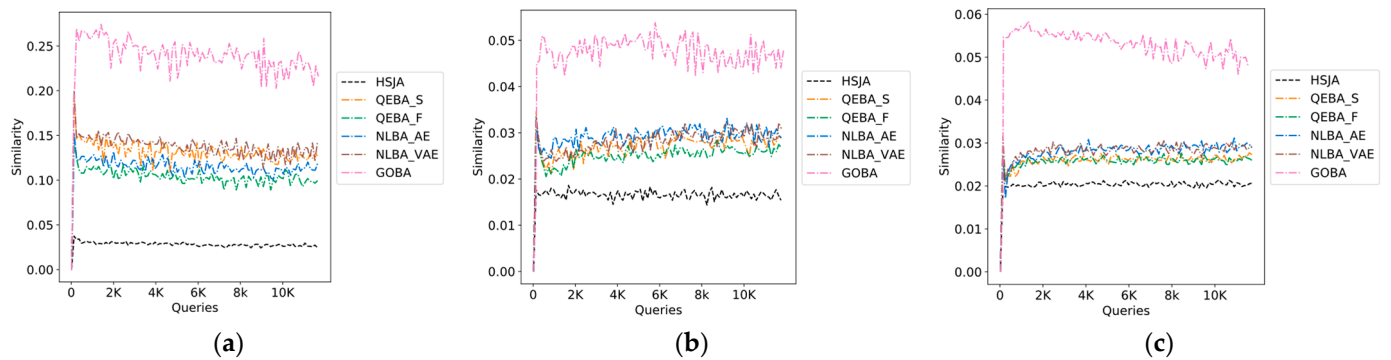 0.25
0.20
0.15
0.10
0.05
0.00
Similarity
0
2K
4K
6K
8k
10K
Queries
HSJA
QEBA_S
QEBA_F
NLBA_AE
NLBA_VAE
GOBA
(a)
0.05
0.04
0.03
0.02
0.01
0.00
Similarity
0
2K
4K
6K
8k
10K
Queries
HSJA
QEBA_S
QEBA_F
NLBA_AE
NLBA_VAE
GOBA
(b)
0.06
0.05
0.04
0.03
0.02
0.01
0.00
Similarity
0
2K
4K
6K
8k
10K
Queries
HSJA
QEBA_S
QEBA_F
NLBA_AE
NLBA_VAE
GOBA
(c)